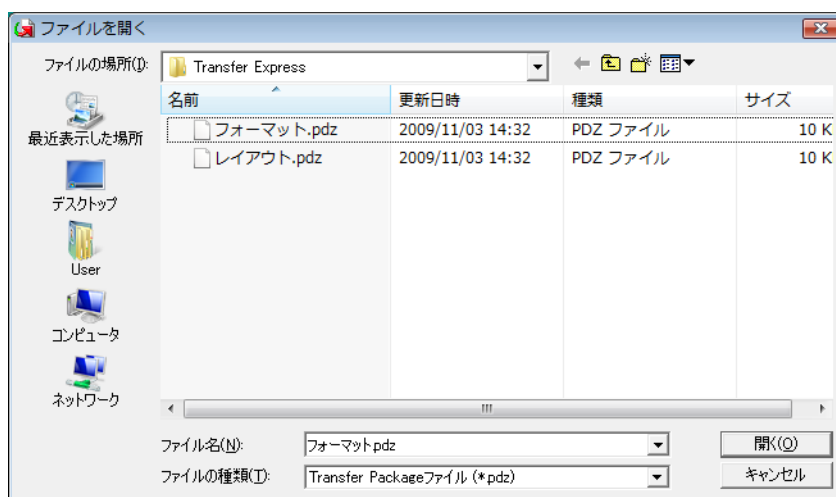 ファイルを開く
ファイルの場所(I):
Transfer Express
名前
更新日時
種類
サイズ
フォーマット.pdz
2009/11/03 14:32
PDZ ファイル
10 K
レイアウト.pdz
2009/11/03 14:32
PDZ ファイル
10 K
最近表示した場所
デスクトップ
User
コンピュータ
ネットワーク
ファイル名(N):
フォーマット.pdz
開く(O)
ファイルの種類(T):
Transfer Packageファイル (*.pdz)
キャンセル